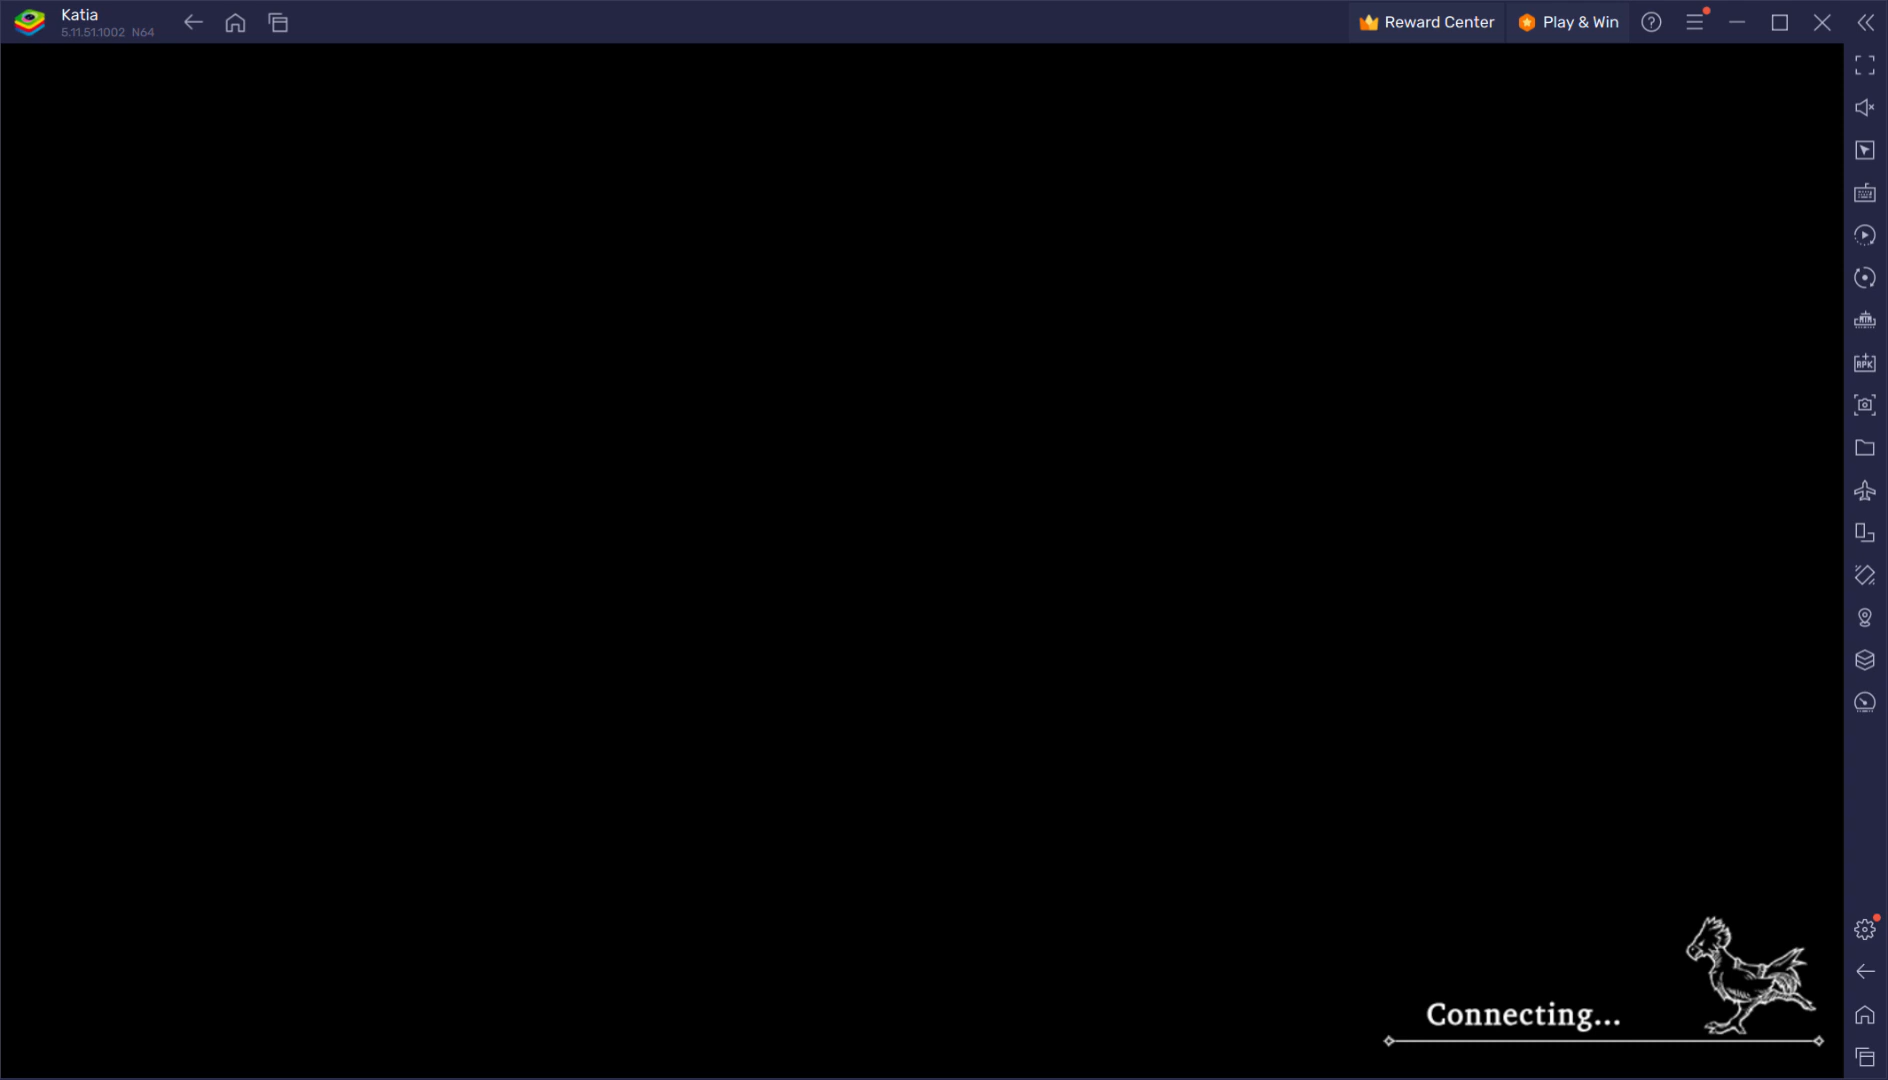 Katia
5.11.51.1002 N64
Reward Center
Play & Win
Connecting...